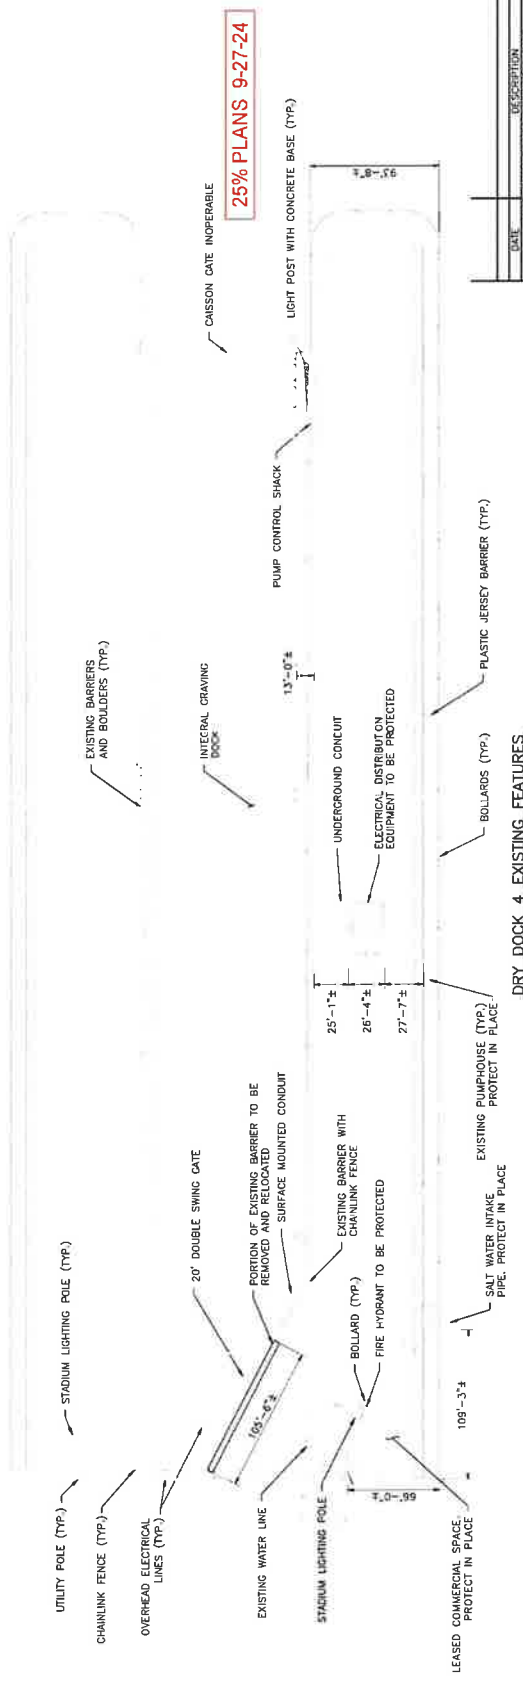 25% PLANS 9-27-24
UTILITY POLE (TYP.)
STADIUM LIGHTING POLE (TYP.)
CHAINLINK FENCE (TYP.)
OVERHEAD ELECTRICAL
LINES (TYP.)
20' DOUBLE SWING GATE
PORTION OF EXISTING BARRIER TO BE
REMOVED AND RELOCATED
SURFACE MOUNTED CONDUIT
105'-6"±
EXISTING BARRIERS
AND BOULDERS (TYP.)
INTEGRAL GRAVING
DOCK
CAISSON GATE INOPERABLE
LIGHT POST WITH CONCRETE BASE (TYP.)
PUMP CONTROL SHACK
13'-0"±
93'-8"±
EXISTING WATER LINE
STADIUM LIGHTING POLE
EXISTING BARRIER WITH
CHAINLINK FENCE
BOLLARD (TYP.)
FIRE HYDRANT TO BE PROTECTED
66'-0"±
UNDERGROUND CONDUIT
ELECTRICAL DISTRIBUTION
EQUIPMENT TO BE PROTECTED
25'-1"±
26'-4"±
27'-7"±
LEASED COMMERCIAL SPACE,
PROTECT IN PLACE
109'-3"±
SALT WATER INTAKE
PIPE, PROTECT IN PLACE
EXISTING PUMPHOUSE (TYP.)
PROTECT IN PLACE
BOLLARDS (TYP.)
PLASTIC JERSEY BARRIER (TYP.)
DRY DOCK 4 EXISTING FEATURES
DATE
DESCRIPTION